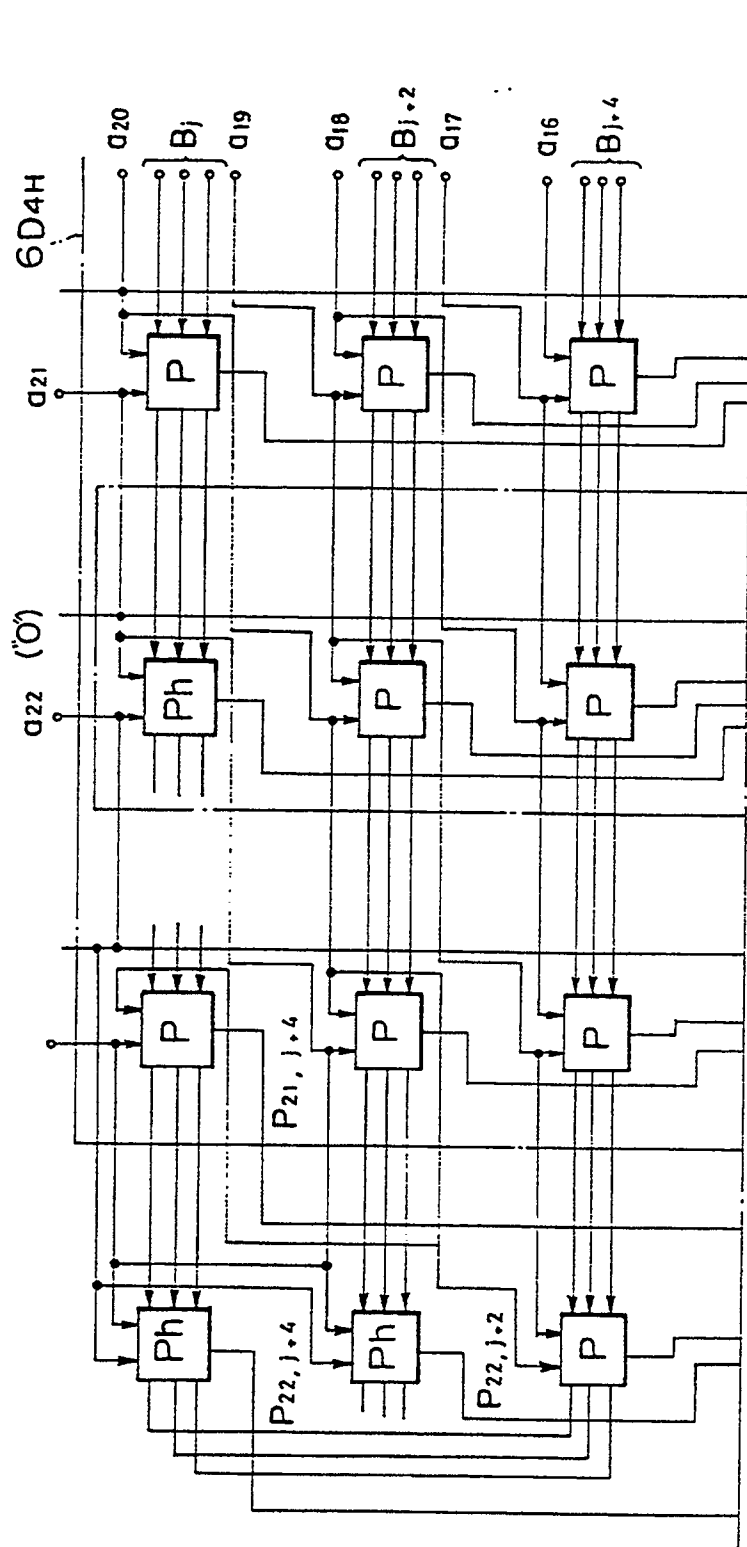 6D4H
a20
Bj
a19
a18
Bj+2
a17
a16
Bj+4
a21
P
P
P
a22 ("0")
Ph
P
P
P
P21, j+4
P
P
Ph
P22, j+4
Ph
P22, j+2
P